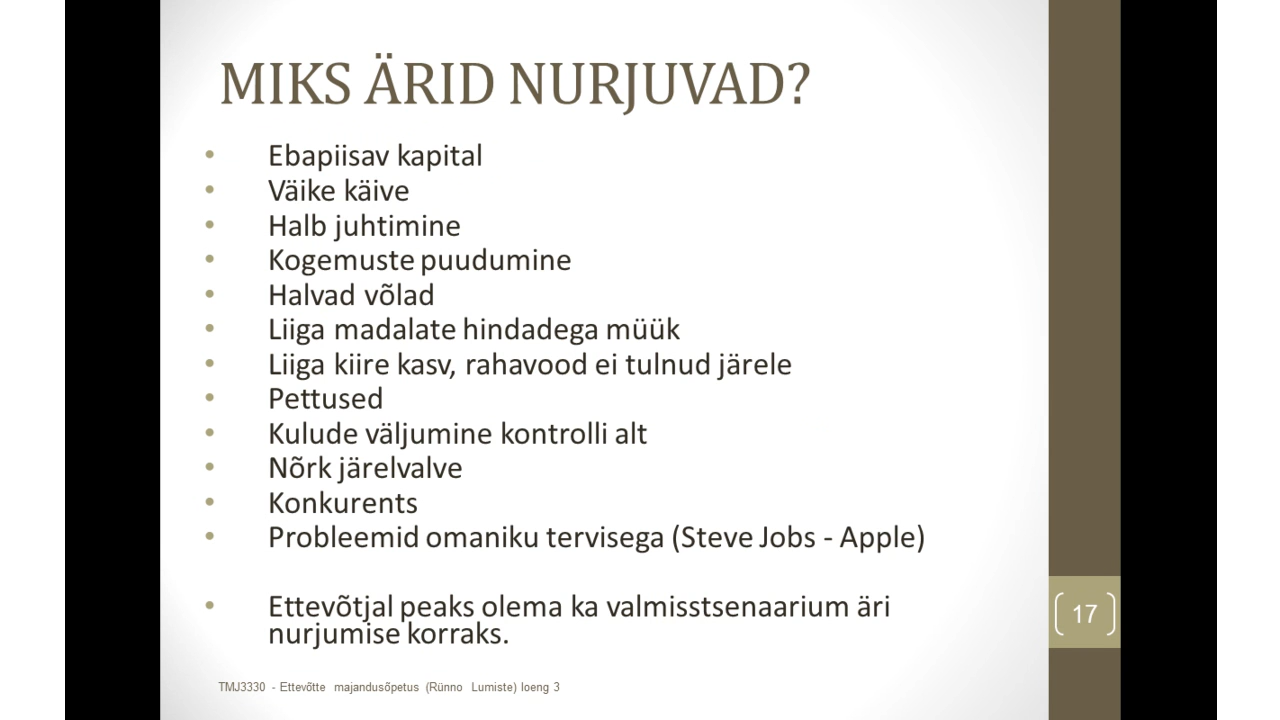 MIKS ÄRID NURJUVAD?
• Ebapiisav kapital
• Väike käive
• Halb juhtimine
• Kogemuste puudumine
• Halvad võlad
• Liiga madalate hindadega müük
• Liiga kiire kasv, rahavood ei tulnud järele
• Pettused
• Kulude väljumine kontrolli alt
• Nõrk järelvalve
• Konkurents
• Probleemid omaniku tervisega (Steve Jobs - Apple)
• Ettevõtjal peaks olema ka valmisstsenaarium äri
nurjumise korraks.
17
TMJ3330 - Ettevõtte majandusõpetus (Rünno Lumiste) loeng 3